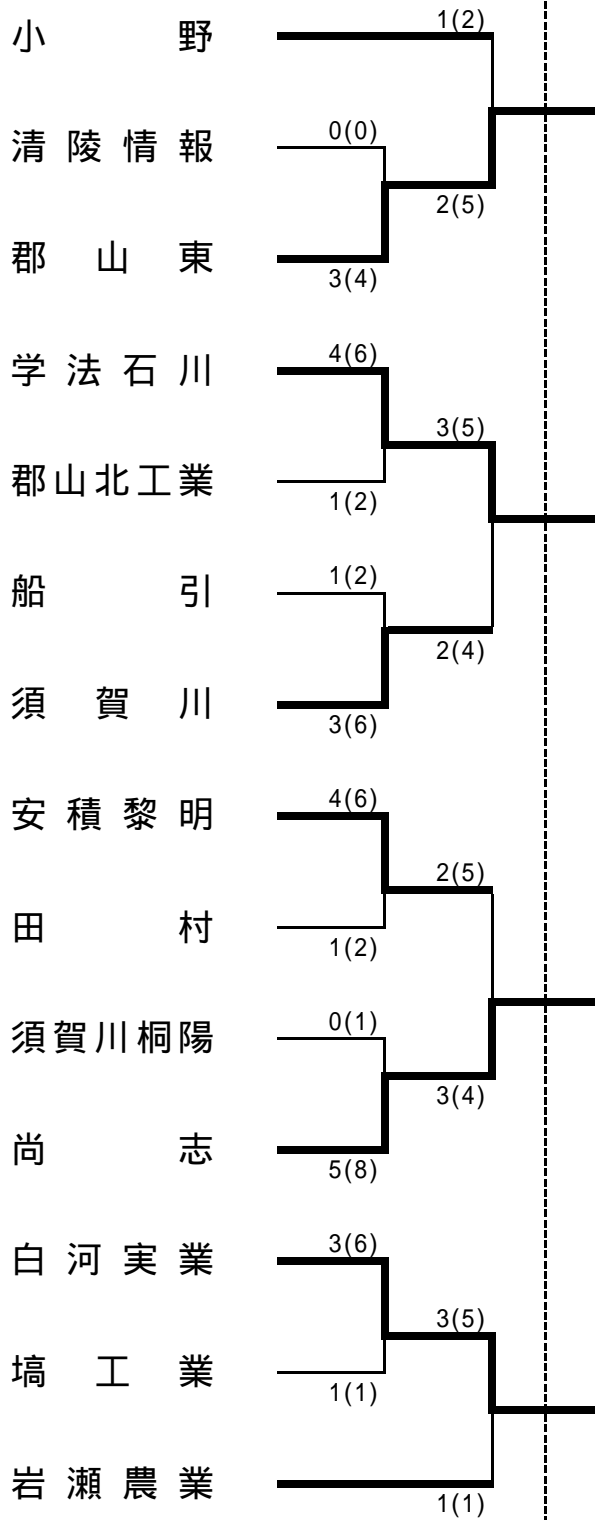 小野
1(2)
清陵情報
0(0)
2(5)
郡山東
3(4)
学法石川
4(6)
3(5)
郡山北工業
1(2)
船引
1(2)
2(4)
須賀川
3(6)
安積黎明
4(6)
2(5)
田村
1(2)
須賀川桐陽
0(1)
3(4)
尚志
5(8)
白河実業
3(6)
3(5)
塙工業
1(1)
岩瀬農業
1(1)